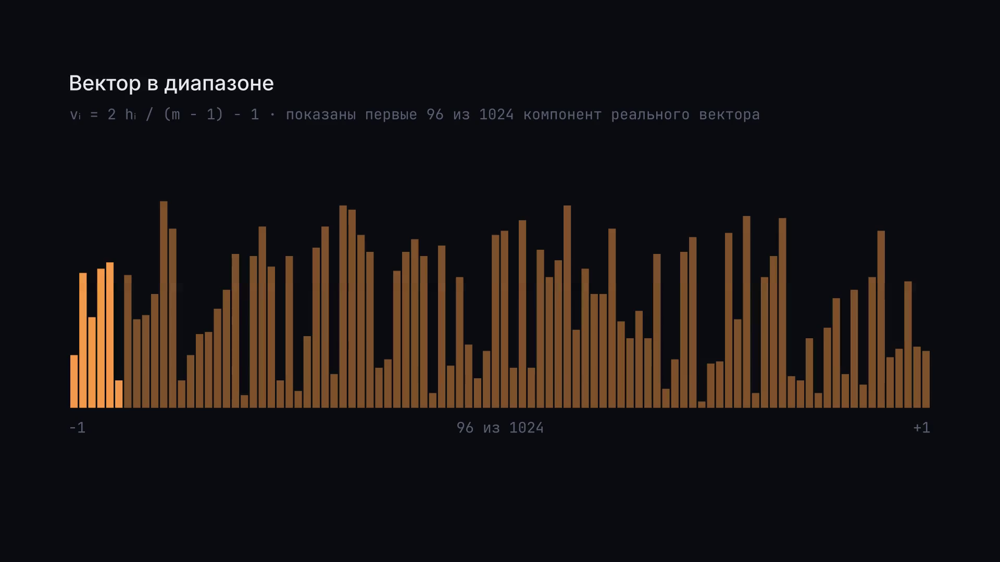 Вектор в диапазоне
vᵢ = 2 hᵢ / (m - 1) - 1 · показаны первые 96 из 1024 компонент реального вектора
-1 96 из 1024 +1